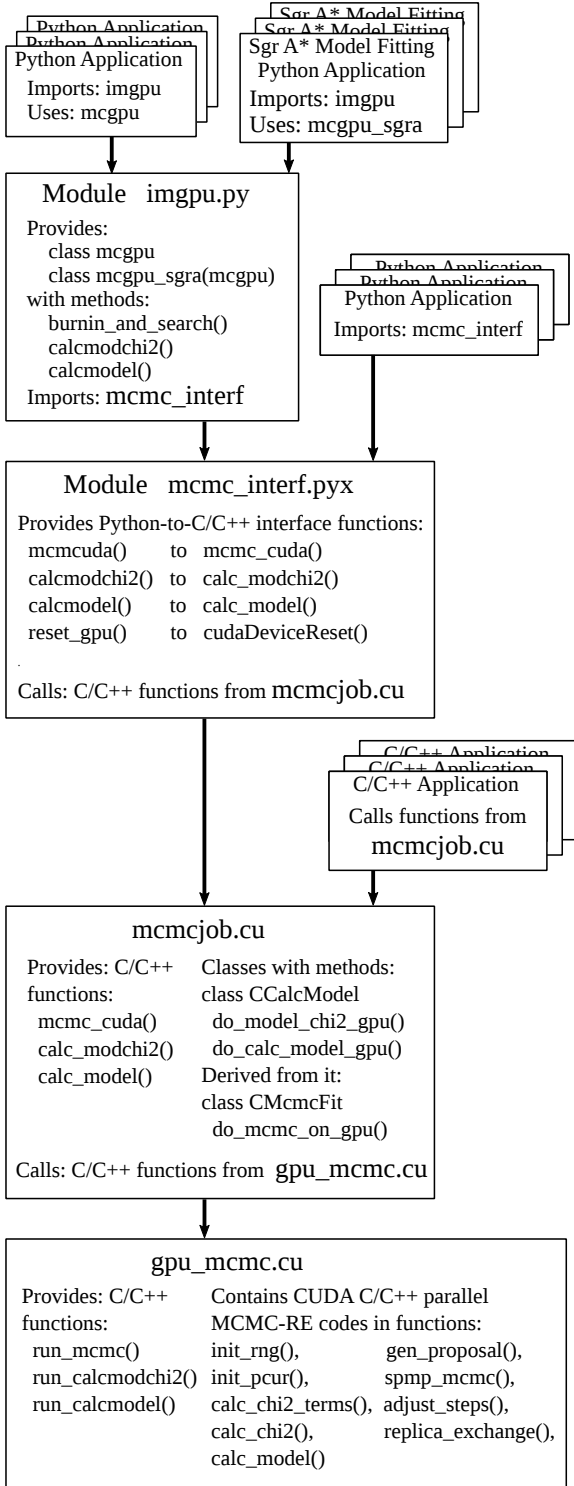 Python Application
Python Application
Python Application
Imports: imgpu
Uses: mcgpu
Sgr A* Model Fitting
Sgr A* Model Fitting
Sgr A* Model Fitting
Python Application
Imports: imgpu
Uses: mcgpu_sgra
Module imgpu.py
Provides:
class mcgpu
class mcgpu_sgra(mcgpu)
with methods:
burnin_and_search()
calcmodchi2()
calcmodel()
Imports: mcmc_interf
Python Application
Python Application
Python Application
Imports: mcmc_interf
Module mcmc_interf.pyx
Provides Python-to-C/C++ interface functions:
mcmcuda() to mcmc_cuda()
calcmodchi2() to calc_modchi2()
calcmodel() to calc_model()
reset_gpu() to cudaDeviceReset()
.
Calls: C/C++ functions from mcmcjob.cu
C/C++ Application
C/C++ Application
C/C++ Application
Calls functions from
mcmcjob.cu
mcmcjob.cu
Provides: C/C++
functions:
mcmc_cuda()
calc_modchi2()
calc_model()
Classes with methods:
class CCalcModel
do_model_chi2_gpu()
do_calc_model_gpu()
Derived from it:
class CMcmcFit
do_mcmc_on_gpu()
Calls: C/C++ functions from gpu_mcmc.cu
gpu_mcmc.cu
Provides: C/C++
functions:
run_mcmc()
run_calcmodchi2()
run_calcmodel()
Contains CUDA C/C++ parallel
MCMC-RE codes in functions:
init_rng(), gen_proposal(),
init_pcur(), spmp_mcmc(),
calc_chi2_terms(), adjust_steps(),
calc_chi2(), replica_exchange(),
calc_model()